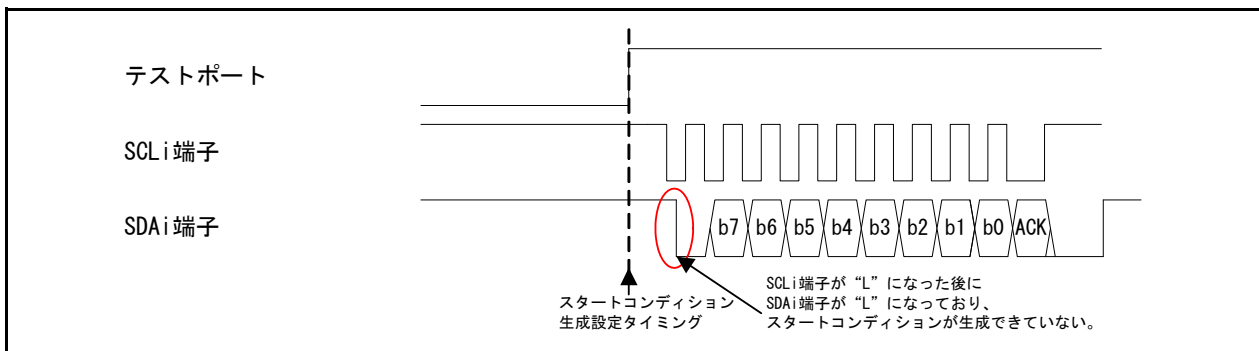 テストポート
SCLi端子
SDAi端子
b7 b6 b5 b4 b3 b2 b1 b0 ACK
スタートコンディション
生成設定タイミング
SCLi端子が“L”になった後に
SDAi端子が“L”になっており、
スタートコンディションが生成できていない。